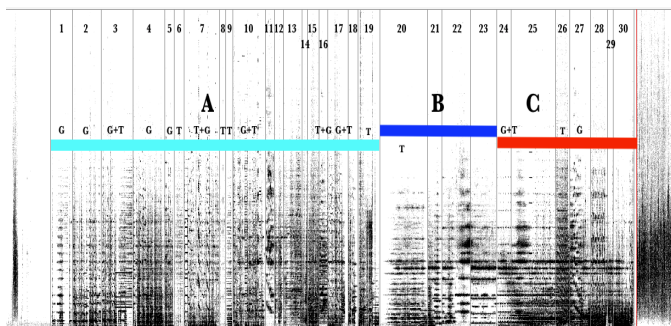 1 2 3 4 5 6 7 8 9 10 11 12 13 14 15 16 17 18 19 20 21 22 23 24 25 26 27 28 29 30
A B C
G G G+T G G T T+G T T G+T T+G G+T T G+T T G
T